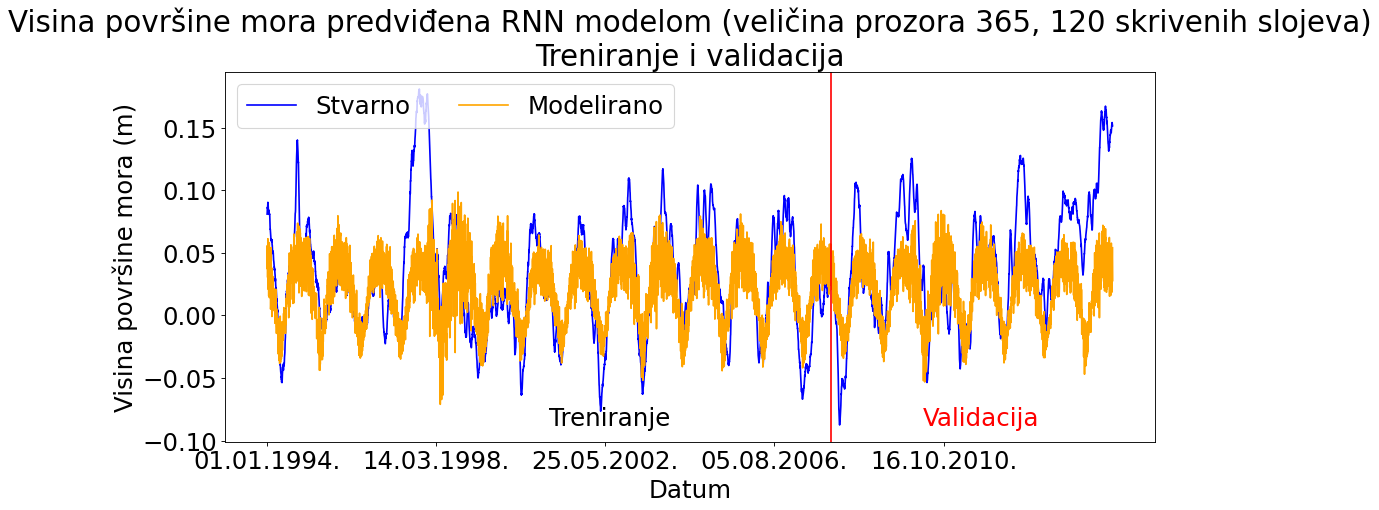 Visina površine mora predviđena RNN modelom (veličina prozora 365, 120 skrivenih slojeva)
Treniranje i validacija
Stvarno Modelirano
Visina površine mora (m)
0.15
0.10
0.05
0.00
−0.05
−0.10
Treniranje Validacija
01.01.1994. 14.03.1998. 25.05.2002. 05.08.2006. 16.10.2010.
Datum